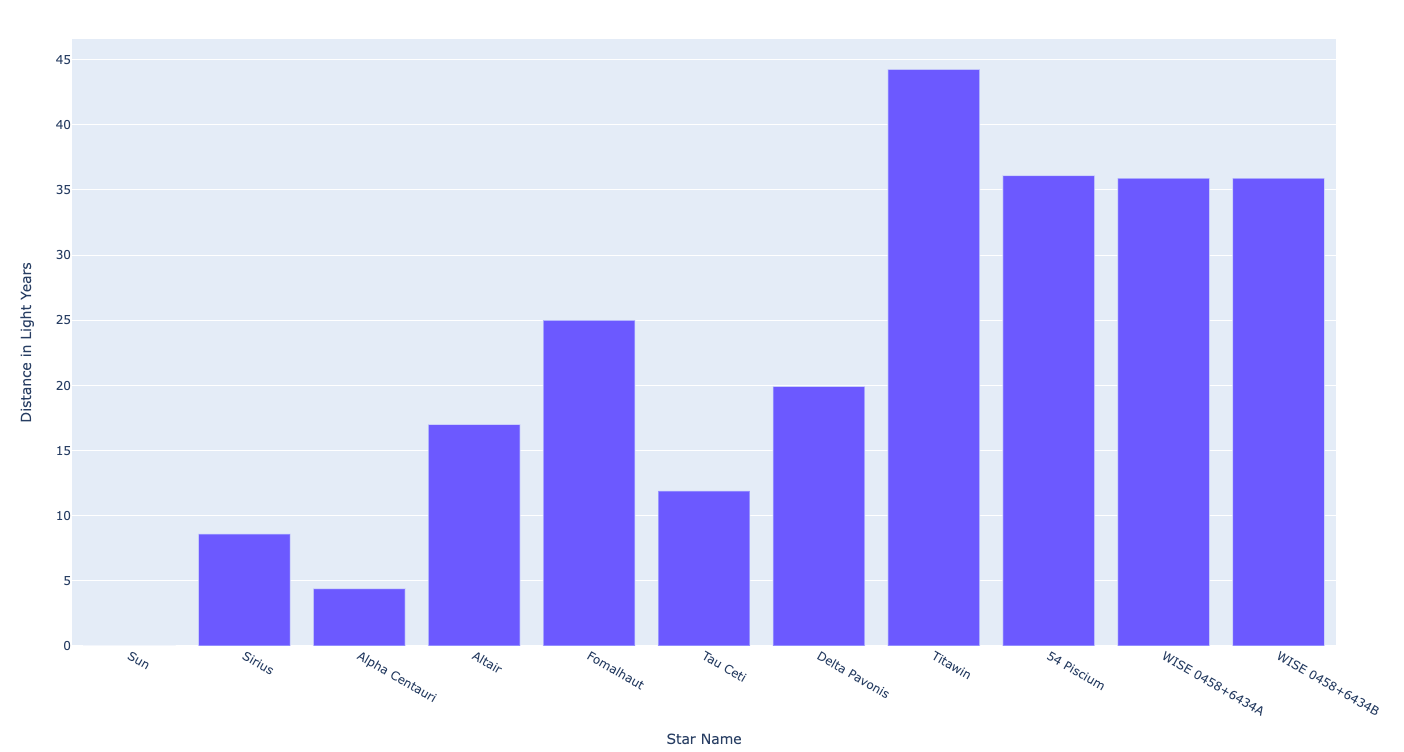 45
40
35
30
25
20
15
10
5
0
Distance in Light Years
Sun
Sirius
Alpha Centauri
Altair
Fomalhaut
Tau Ceti
Delta Pavonis
Titawin
54 Piscium
WISE 0458+6434A
WISE 0458+6434B
Star Name